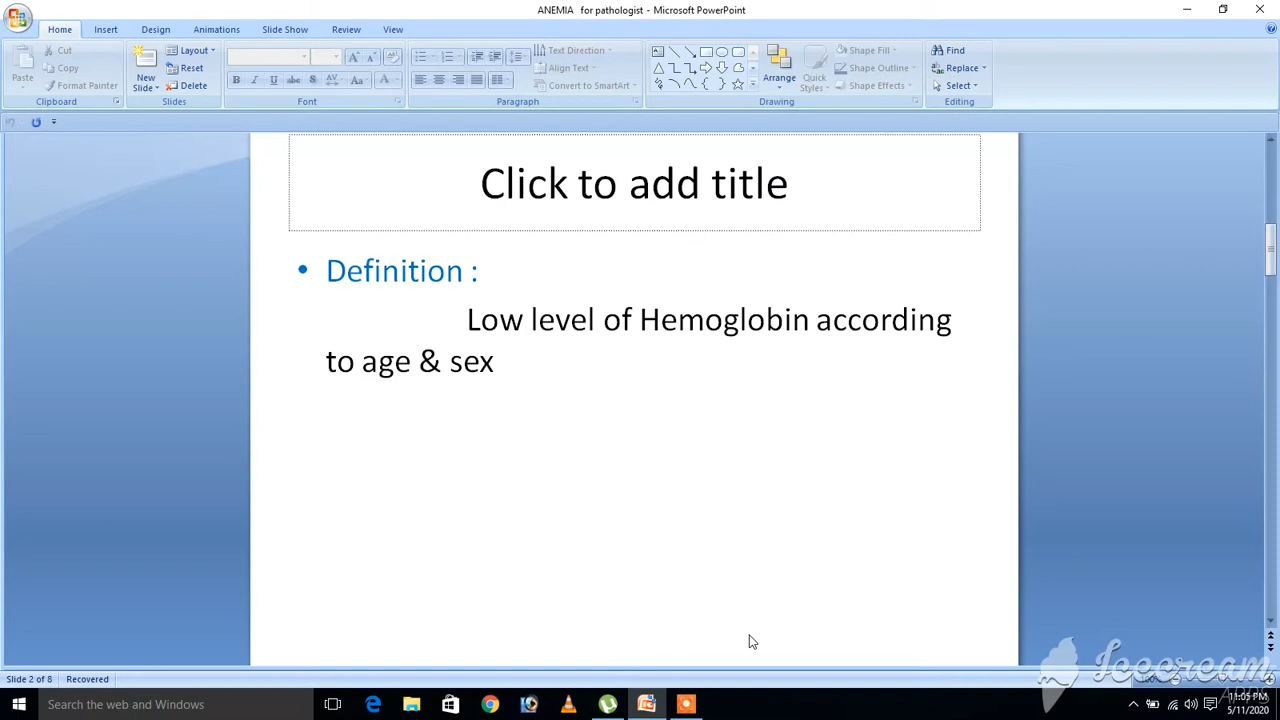 ANEMIA for pathologist - Microsoft PowerPoint
Home Insert Design Animations Slide Show Review View
Paste
Cut
Copy
Format Painter
Clipboard
New
Slide
Layout
Reset
Delete
Slides
Font
Text Direction
Align Text
Convert to SmartArt
Paragraph
Arrange
Quick
Styles
Shape Fill
Shape Outline
Shape Effects
Drawing
Find
Replace
Select
Editing
Click to add title
• Definition :
Low level of Hemoglobin according
to age & sex
Slide 2 of 8 Recovered
Icecream
APPS
Search the web and Windows
11:05 PM
5/11/2020